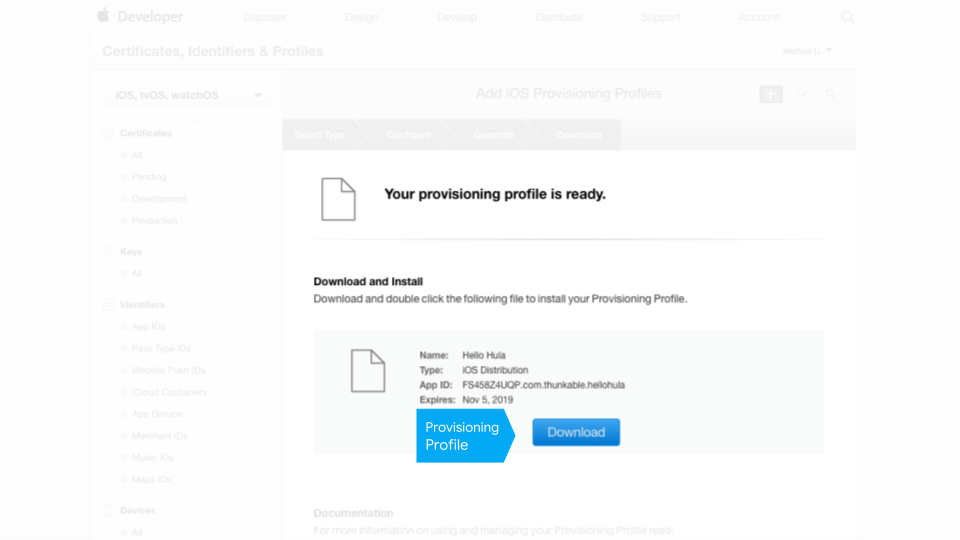 Developer
Discover
Design
Develop
Distribute
Support
Account
Certificates, Identifiers & Profiles
Weihua Li
iOS, tvOS, watchOS
Add iOS Provisioning Profiles
Certificates
All
Pending
Development
Production
Keys
All
Identifiers
App IDs
Pass Type IDs
Website Push IDs
iCloud Containers
App Groups
Merchant IDs
Music IDs
Maps IDs
Devices
All
Select Type
Configure
Generate
Download
Your provisioning profile is ready.
Download and Install
Download and double click the following file to install your Provisioning Profile.
Name: Hello Hula
Type: iOS Distribution
App ID: FS458Z4UQP.com.thunkable.hellohula
Expires: Nov 5, 2019
Provisioning
Profile
Download
Documentation
For more information on using and managing your Provisioning Profile read: